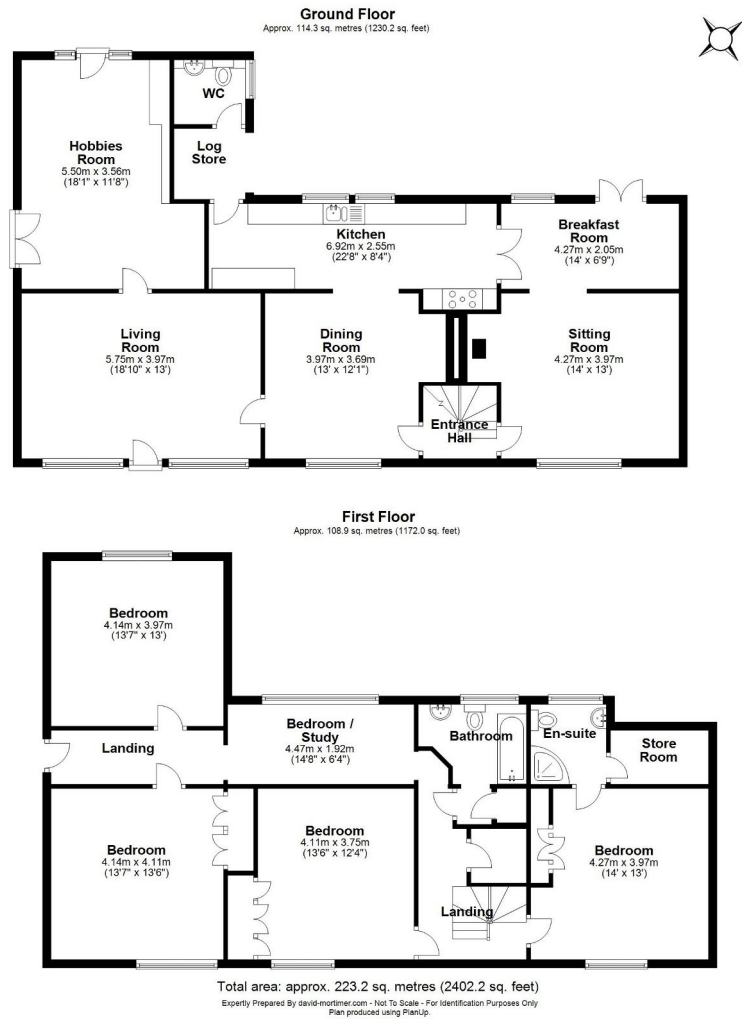 Ground Floor
Approx. 114.3 sq. metres (1230.2 sq. feet)
WC
Hobbies
Room
5.50m x 3.56m
(18'1" x 11'8")
Log
Store
Kitchen
6.92m x 2.55m
(22'8" x 8'4")
Breakfast
Room
4.27m x 2.05m
(14' x 6'9")
Living
Room
5.75m x 3.97m
(18'10" x 13')
Dining
Room
3.97m x 3.69m
(13' x 12'1")
Sitting
Room
4.27m x 3.97m
(14' x 13')
Entrance
Hall
First Floor
Approx. 108.9 sq. metres (1172.0 sq. feet)
Bedroom
4.14m x 3.97m
(13'7" x 13')
Landing
Bedroom /
Study
4.47m x 1.92m
(14'8" x 6'4")
Bathroom
En-suite
Store
Room
Bedroom
4.14m x 4.11m
(13'7" x 13'6")
Bedroom
4.11m x 3.75m
(13'6" x 12'4")
Bedroom
4.27m x 3.97m
(14' x 13')
Landing
Total area: approx. 223.2 sq. metres (2402.2 sq. feet)
Expertly Prepared By david-mortimer.com - Not To Scale - For Identification Purposes Only
Plan produced using PlanUp.